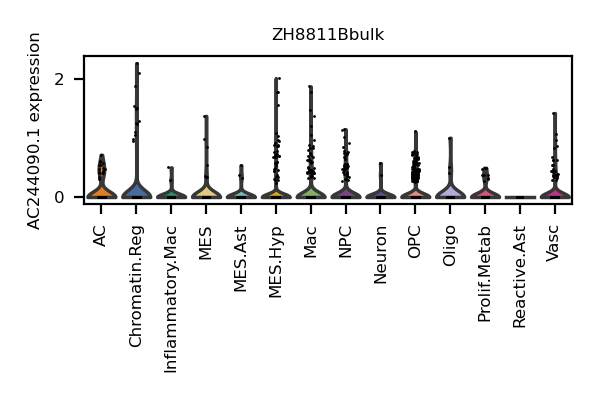 ZH8811Bbulk
AC244090.1 expression
2
0
AC
Chromatin.Reg
Inflammatory.Mac
MES
MES.Ast
MES.Hyp
Mac
NPC
Neuron
OPC
Oligo
Prolif.Metab
Reactive.Ast
Vasc